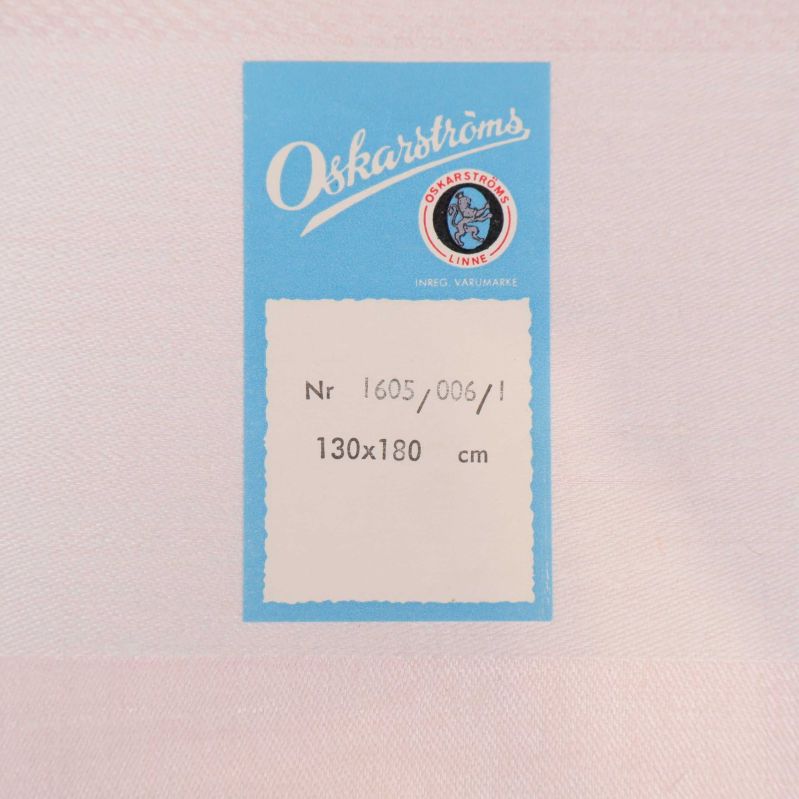 Oskarströms
OSKARSTRÖMS
LINNE
INREG. VARUMÄRKE
Nr 1605/006/1
130x180 cm